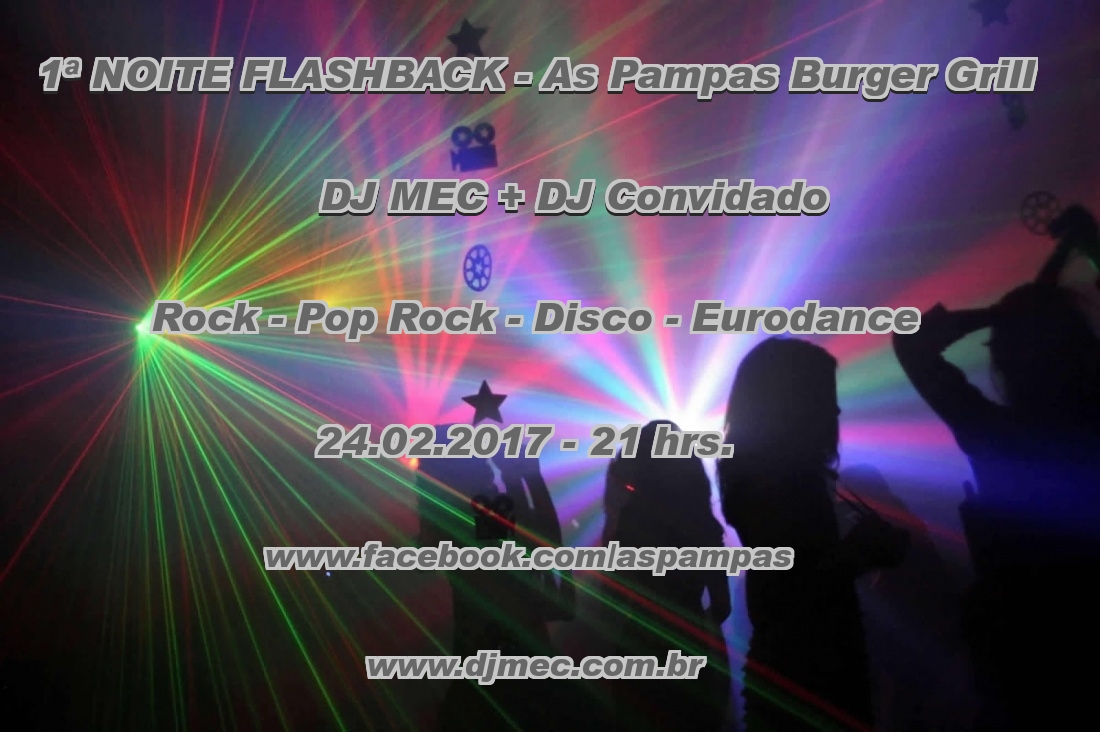 1ª NOITE FLASHBACK - As Pampas Burger Grill
DJ MEC + DJ Convidado
Rock - Pop Rock - Disco - Eurodance
24.02.2017 - 21 hrs.
www.facebook.com/aspampas
www.djmec.com.br